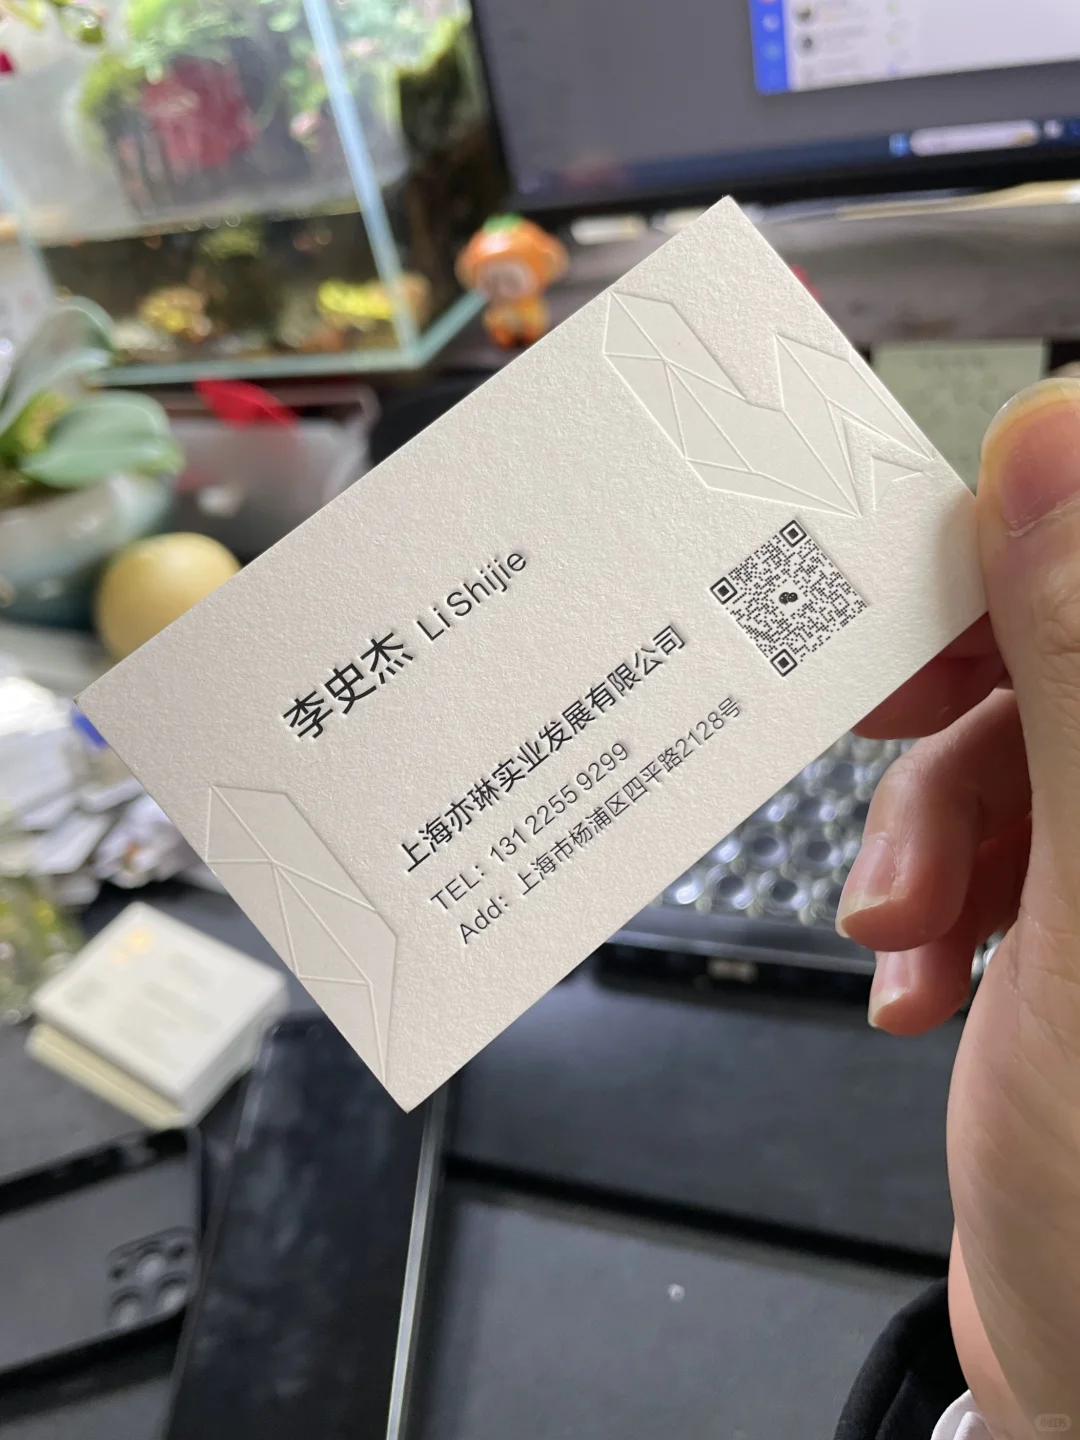 李史杰 Li Shijie
上海亦琳实业发展有限公司
TEL：131 2255 9299
Add：上海市杨浦区四平路2128号